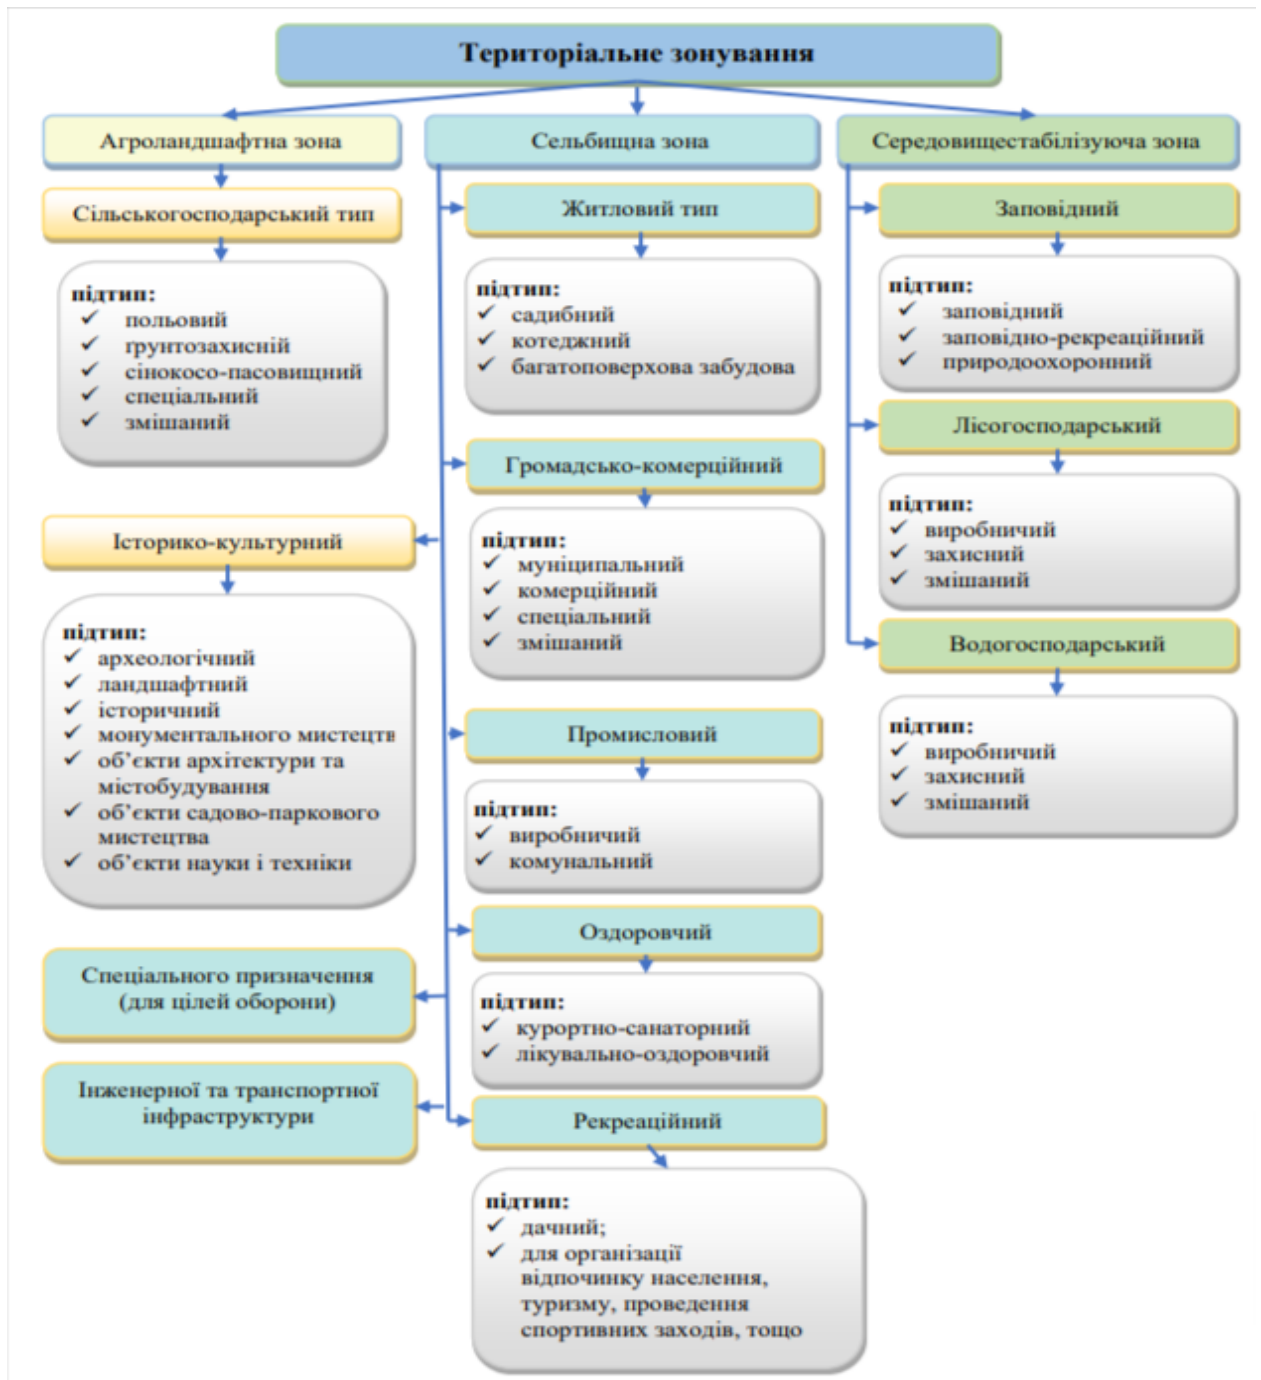 Територіальне зонування
Агроландшафтна зона
Сільськогосподарський тип
підтип:
✓ польовий
✓ ґрунтозахисній
✓ сінокосо-пасовищний
✓ спеціальний
✓ змішаний
Сельбищна зона
Житловий тип
підтип:
✓ садибний
✓ котеджний
✓ багатоповерхова забудова
Громадсько-комерційний
підтип:
✓ муніципальний
✓ комерційний
✓ спеціальний
✓ змішаний
Історико-культурний
підтип:
✓ археологічний
✓ ландшафтний
✓ історичний
✓ монументального мистецтв
✓ об’єкти архітектури та
містобудування
✓ об’єкти садово-паркового
мистецтва
✓ об’єкти науки і техніки
Промисловий
підтип:
✓ виробничий
✓ комунальний
Оздоровчий
підтип:
✓ курортно-санаторний
✓ лікувально-оздоровчий
Спеціального призначення
(для цілей оборони)
Інженерної та транспортної
інфраструктури
Рекреаційний
підтип:
✓ дачний;
✓ для організації
відпочинку населення,
туризму, проведення
спортивних заходів, тощо
Середовищестабілізуюча зона
Заповідний
підтип:
✓ заповідний
✓ заповідно-рекреаційний
✓ природоохоронний
Лісогосподарський
підтип:
✓ виробничий
✓ захисний
✓ змішаний
Водогосподарський
підтип:
✓ виробничий
✓ захисний
✓ змішаний